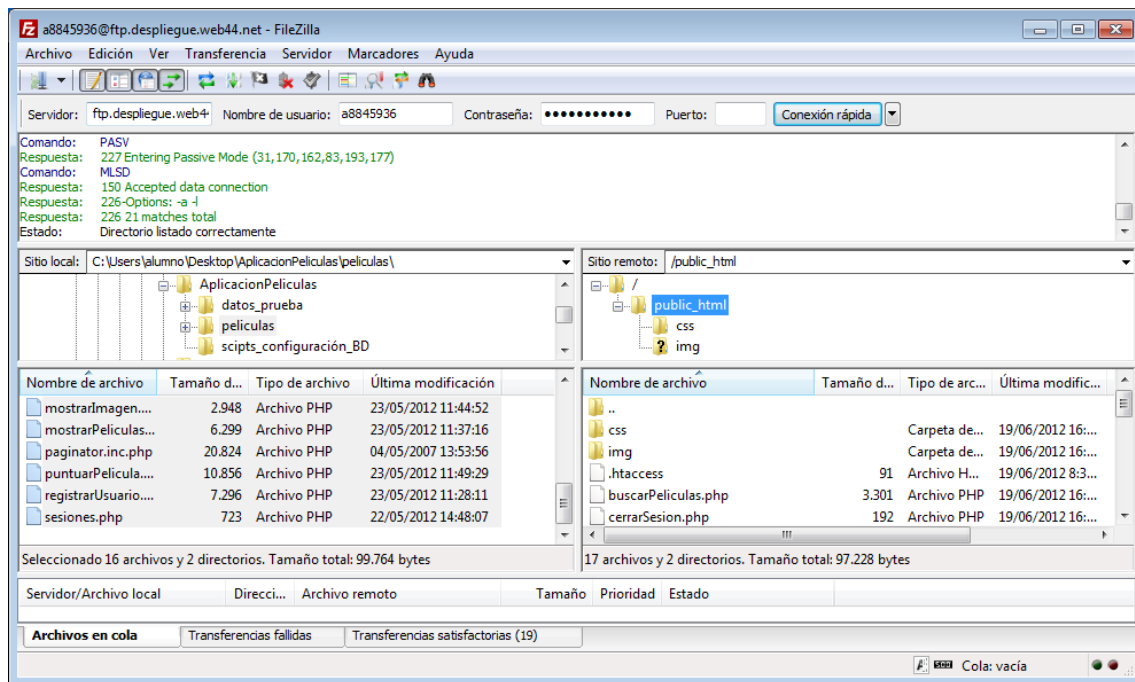 a8845936@ftp.despliegue.web44.net - FileZilla
Archivo Edición Ver Transferencia Servidor Marcadores Ayuda
Servidor: ftp.despliegue.web4 Nombre de usuario: a8845936 Contraseña: ●●●●●●●●●●● Puerto: Conexión rápida
Comando: PASV
Respuesta: 227 Entering Passive Mode (31,170,162,83,193,177)
Comando: MLSD
Respuesta: 150 Accepted data connection
Respuesta: 226-Options: -a -l
Respuesta: 226 21 matches total
Estado: Directorio listado correctamente
Sitio local: C:\Users\alumno\Desktop\AplicacionPeliculas\peliculas\
AplicacionPeliculas
datos_prueba
peliculas
scipts_configuración_BD
Sitio remoto: /public_html
/
public_html
css
? img
Nombre de archivo Tamaño d... Tipo de archivo Última modificación
mostrarImagen.... 2.948 Archivo PHP 23/05/2012 11:44:52
mostrarPeliculas... 6.299 Archivo PHP 23/05/2012 11:37:16
paginator.inc.php 20.824 Archivo PHP 04/05/2007 13:53:56
puntuarPelicula.... 10.856 Archivo PHP 23/05/2012 11:49:29
registrarUsuario.... 7.296 Archivo PHP 23/05/2012 11:28:11
sesiones.php 723 Archivo PHP 22/05/2012 14:48:07
Seleccionado 16 archivos y 2 directorios. Tamaño total: 99.764 bytes
Nombre de archivo Tamaño d... Tipo de arc... Última modific...
..
css Carpeta de... 19/06/2012 16:...
img Carpeta de... 19/06/2012 16:...
.htaccess 91 Archivo H... 19/06/2012 8:3...
buscarPeliculas.php 3.301 Archivo PHP 19/06/2012 16:...
cerrarSesion.php 192 Archivo PHP 19/06/2012 16:...
17 archivos y 2 directorios. Tamaño total: 97.228 bytes
Servidor/Archivo local Direcci... Archivo remoto Tamaño Prioridad Estado
Archivos en cola Transferencias fallidas Transferencias satisfactorias (19)
Cola: vacía